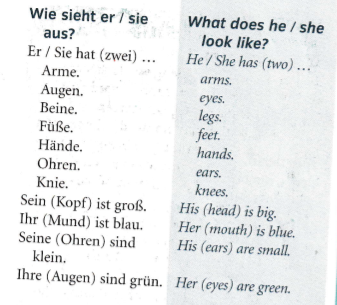 Wie sieht er / sie
aus?
Er / Sie hat (zwei) …
Arme.
Augen.
Beine.
Füße.
Hände.
Ohren.
Knie.
Sein (Kopf) ist groß.
Ihr (Mund) ist blau.
Seine (Ohren) sind
klein.
Ihre (Augen) sind grün.
What does he / she
look like?
He / She has (two) …
arms.
eyes.
legs.
feet.
hands.
ears.
knees.
His (head) is big.
Her (mouth) is blue.
His (ears) are small.
Her (eyes) are green.